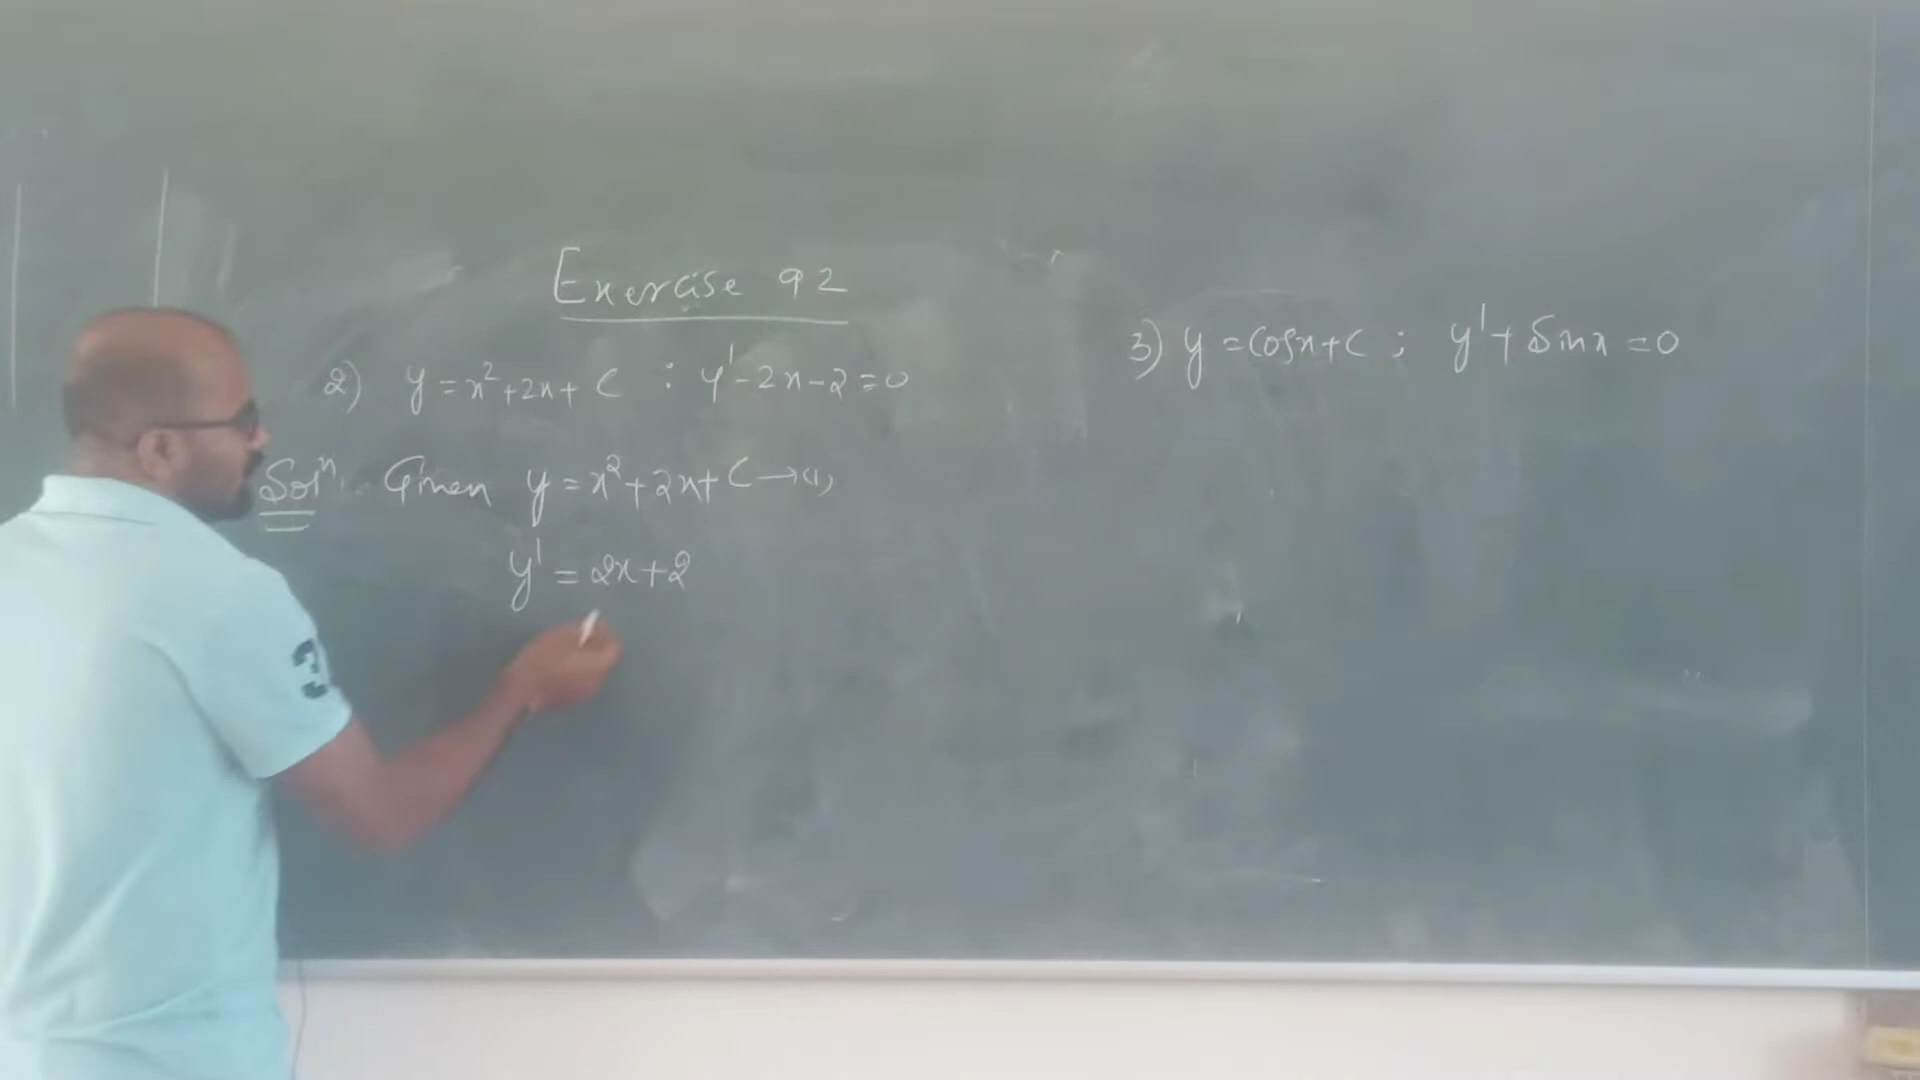 Exercise 9 2
2) y = x² + 2x + C : y' - 2x - 2 = 0
Solⁿ. Given y = x² + 2x + C → (1)
y' = 2x + 2
3) y = Cosx + C ; y' + Sinx = 0
3